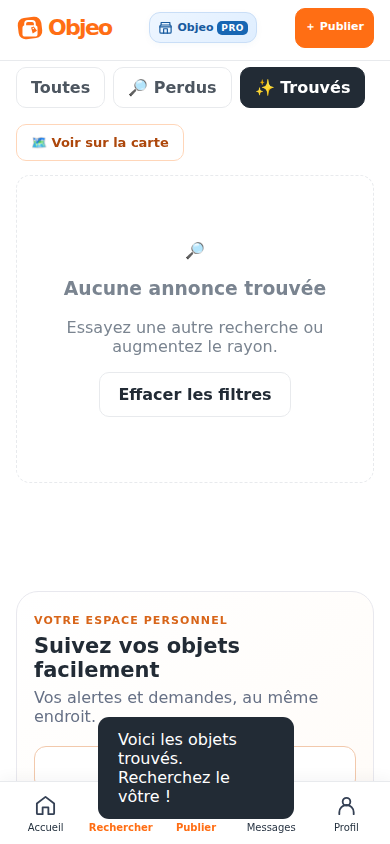 Objeo
Objeo PRO
+ Publier
Toutes
🔎 Perdus
✨ Trouvés
🗺️ Voir sur la carte
🔎
Aucune annonce trouvée
Essayez une autre recherche ou
augmentez le rayon.
Effacer les filtres
VOTRE ESPACE PERSONNEL
Suivez vos objets
facilement
Vos alertes et demandes, au même
endroit.
Voici les objets
trouvés.
Recherchez le
vôtre !
Accueil
Rechercher
Publier
Messages
Profil